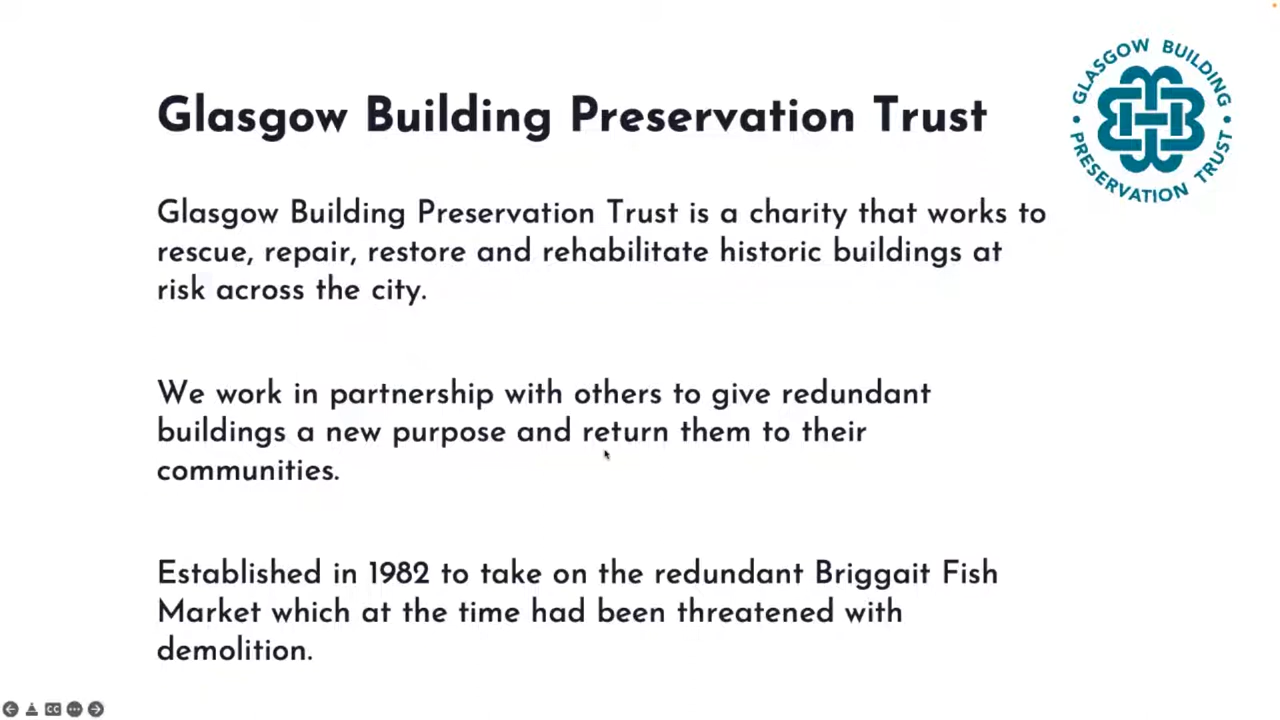 Glasgow Building Preservation Trust
GLASGOW BUILDING
PRESERVATION TRUST
Glasgow Building Preservation Trust is a charity that works to
rescue, repair, restore and rehabilitate historic buildings at
risk across the city.
We work in partnership with others to give redundant
buildings a new purpose and return them to their
communities.
Established in 1982 to take on the redundant Briggait Fish
Market which at the time had been threatened with
demolition.
CC